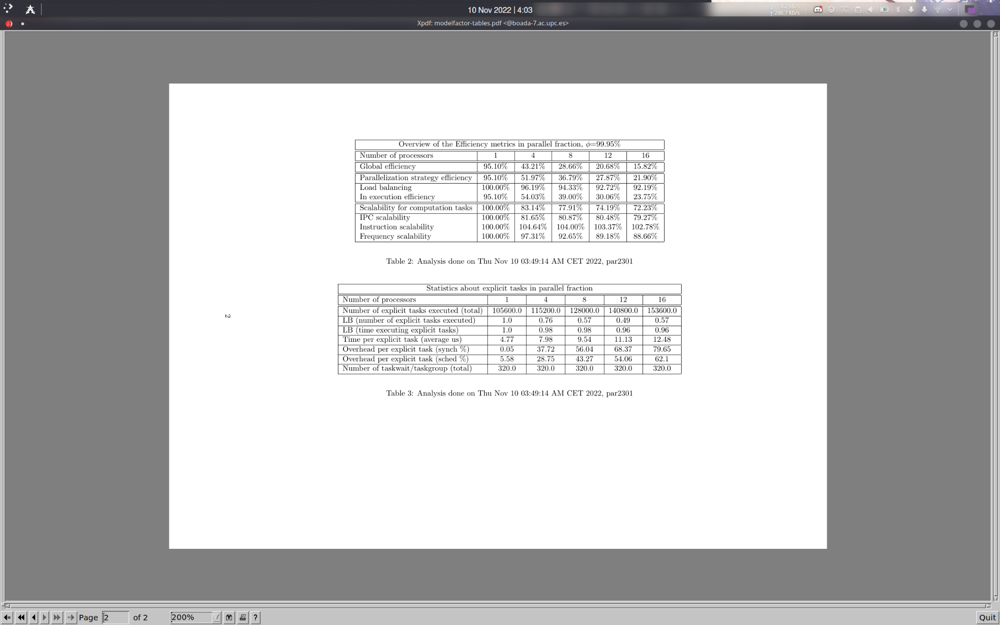 10 Nov 2022 | 4:03
↓ 8.2 Kb/s
↑ 286.7 Kb/s
Xpdf: modelfactor-tables.pdf <@boada-7.ac.upc.es>
Overview of the Efficiency metrics in parallel fraction, ϕ=99.95%
Number of processors 1 4 8 12 16
Global efficiency 95.10% 43.21% 28.66% 20.68% 15.82%
Parallelization strategy efficiency 95.10% 51.97% 36.79% 27.87% 21.90%
Load balancing 100.00% 96.19% 94.33% 92.72% 92.19%
In execution efficiency 95.10% 54.03% 39.00% 30.06% 23.75%
Scalability for computation tasks 100.00% 83.14% 77.91% 74.19% 72.23%
IPC scalability 100.00% 81.65% 80.87% 80.48% 79.27%
Instruction scalability 100.00% 104.64% 104.00% 103.37% 102.78%
Frequency scalability 100.00% 97.31% 92.65% 89.18% 88.66%
Table 2: Analysis done on Thu Nov 10 03:49:14 AM CET 2022, par2301
Statistics about explicit tasks in parallel fraction
Number of processors 1 4 8 12 16
Number of explicit tasks executed (total) 105600.0 115200.0 128000.0 140800.0 153600.0
LB (number of explicit tasks executed) 1.0 0.76 0.57 0.49 0.57
LB (time executing explicit tasks) 1.0 0.98 0.98 0.96 0.96
Time per explicit task (average us) 4.77 7.98 9.54 11.13 12.48
Overhead per explicit task (synch %) 0.05 37.72 56.04 68.37 79.65
Overhead per explicit task (sched %) 5.58 28.75 43.27 54.06 62.1
Number of taskwait/taskgroup (total) 320.0 320.0 320.0 320.0 320.0
Table 3: Analysis done on Thu Nov 10 03:49:14 AM CET 2022, par2301
2
Page 2 of 2 200% ? Quit